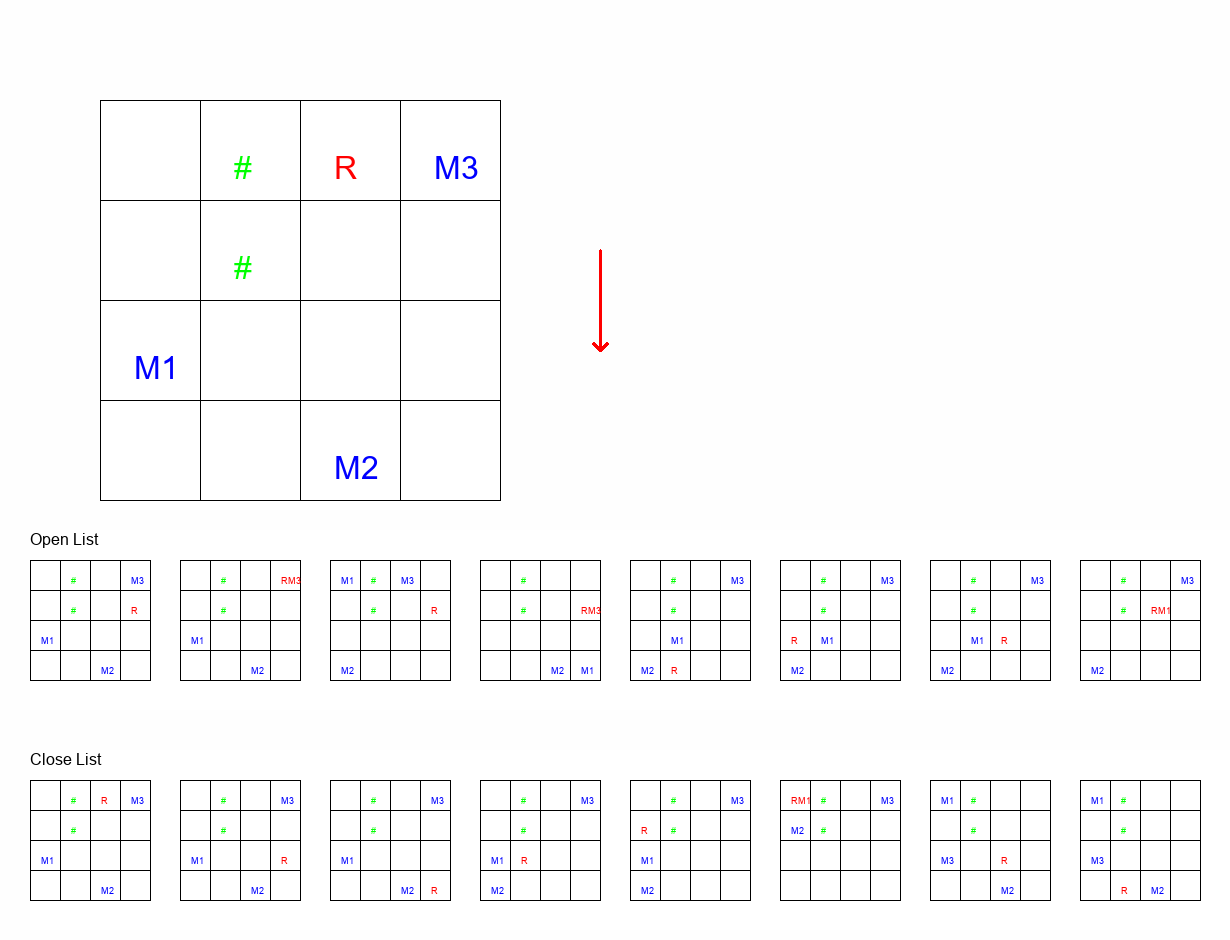 # R M3
#
M1
M2
Open List
# M3 # RM3 M1 # M3 # # M3 # M3 # M3 # M3
# R # # R # RM3 # # # # RM1
M1 M1 M1 R M1 M1 R
M2 M2 M2 M2 M1 M2 R M2 M2 M2
Close List
# R M3 # M3 # M3 # M3 # M3 RM1 # M3 M1 # M1 #
# # # # R # M2 # # #
M1 M1 R M1 M1 R M1 M3 R M3
M2 M2 M2 R M2 M2 M2 R M2